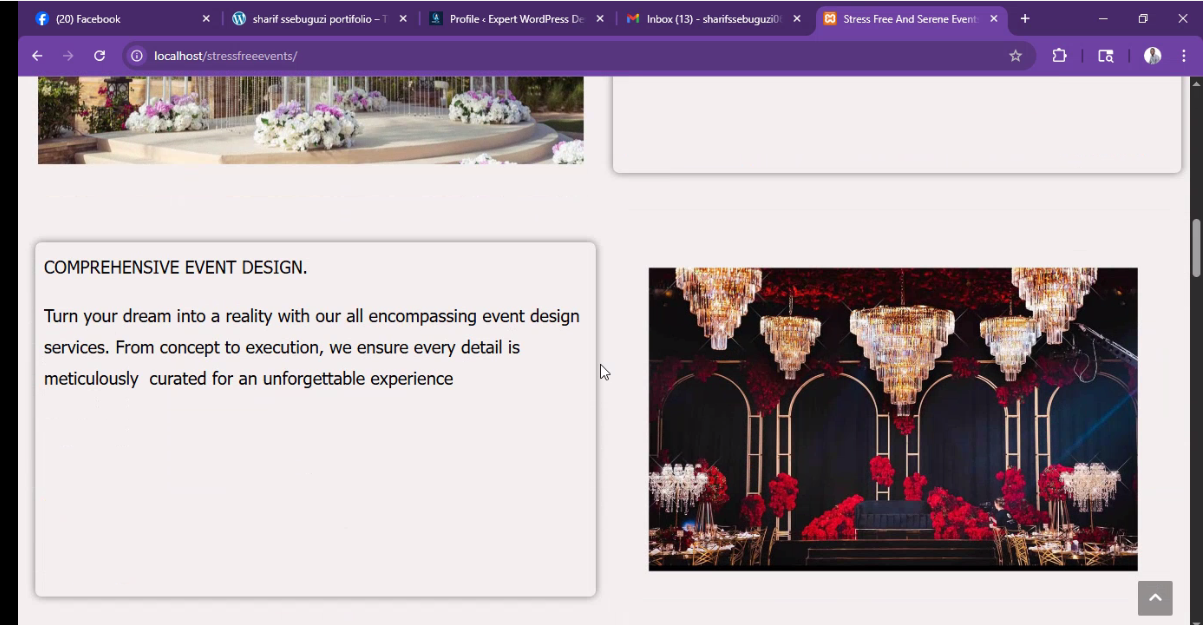 (20) Facebook
sharif ssebuguzi portifolio – T
Profile ‹ Expert WordPress De
Inbox (13) - sharifssebuguzi0
Stress Free And Serene Event
localhost/stressfreeevents/
COMPREHENSIVE EVENT DESIGN.
Turn your dream into a reality with our all encompassing event design
services. From concept to execution, we ensure every detail is
meticulously  curated for an unforgettable experience